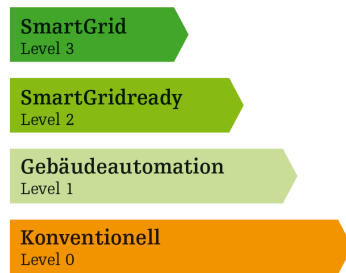 SmartGrid
Level 3
SmartGridready
Level 2
Gebäudeautomation
Level 1
Konventionell
Level 0